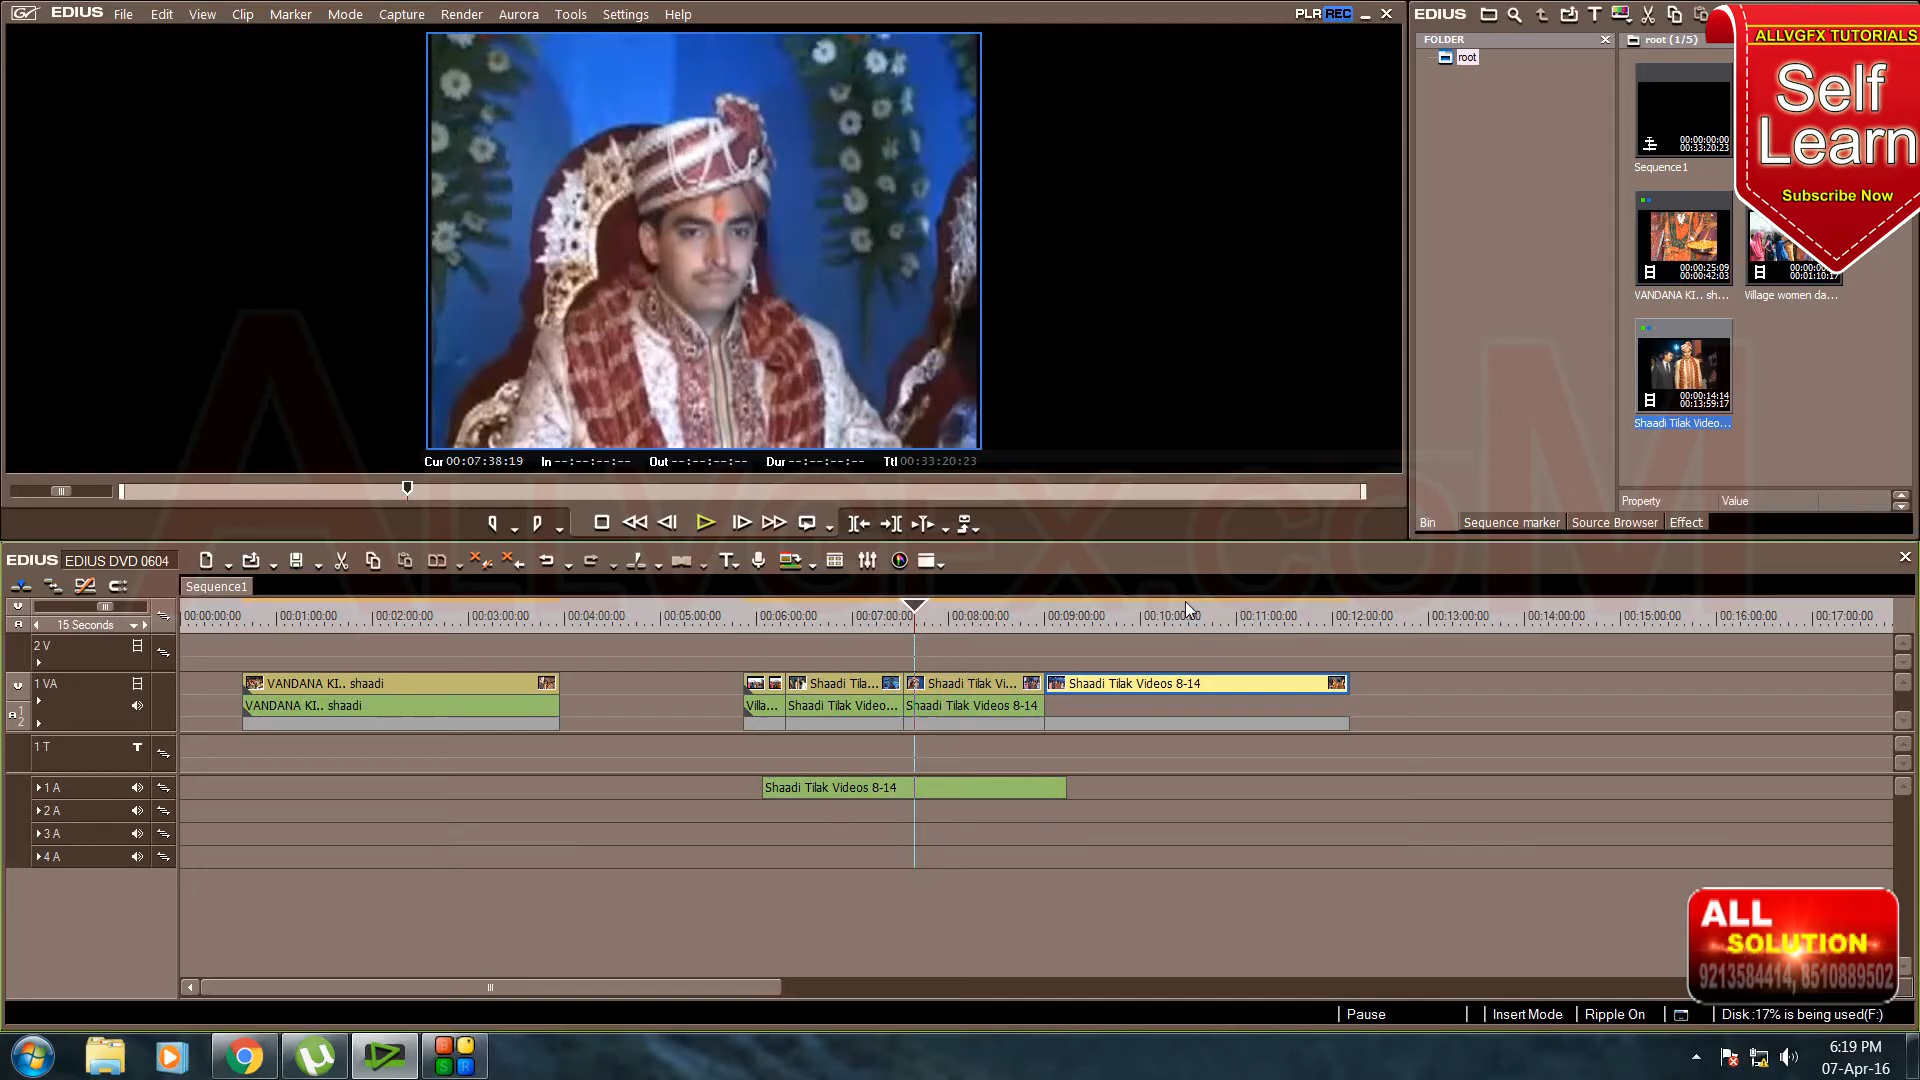 EDIUS File Edit View Clip Marker Mode Capture Render Aurora Tools Settings Help PLR REC
EDIUS
FOLDER
root
root (1/5)
00:00:00:00
00:33:20:23
Sequence1
00:00:25:09
00:00:42:03
VANDANA KI.. sh...
00:01:10:17
Village women da...
00:00:14:14
00:13:59:17
Shaadi Tilak Video...
ALLVGFX TUTORIALS
Self
Learn
Subscribe Now
Cur 00:07:38:19 In --:--:--:-- Out --:--:--:-- Dur --:--:--:-- Ttl 00:33:20:23
Property Value
Bin Sequence marker Source Browser Effect
ALLVGFX.COM
EDIUS EDIUS DVD 0604
Sequence1
15 Seconds
00:00:00:00 00:01:00:00 00:02:00:00 00:03:00:00 00:04:00:00 00:05:00:00 00:06:00:00 00:07:00:00 00:08:00:00 00:09:00:00 00:10:00:00 00:11:00:00 00:12:00:00 00:13:00:00 00:14:00:00 00:15:00:00 00:16:00:00 00:17:00:00
2 V
1 VA
VANDANA KI.. shaadi Shaadi Tila... Shaadi Tilak Vi... Shaadi Tilak Videos 8-14
VANDANA KI.. shaadi Villa... Shaadi Tilak Video... Shaadi Tilak Videos 8-14
1
2
1 T
1 A Shaadi Tilak Videos 8-14
2 A
3 A
4 A
ALL
SOLUTION
9213584414, 8510889502
Pause Insert Mode Ripple On Disk :17% is being used(F:)
6:19 PM
07-Apr-16